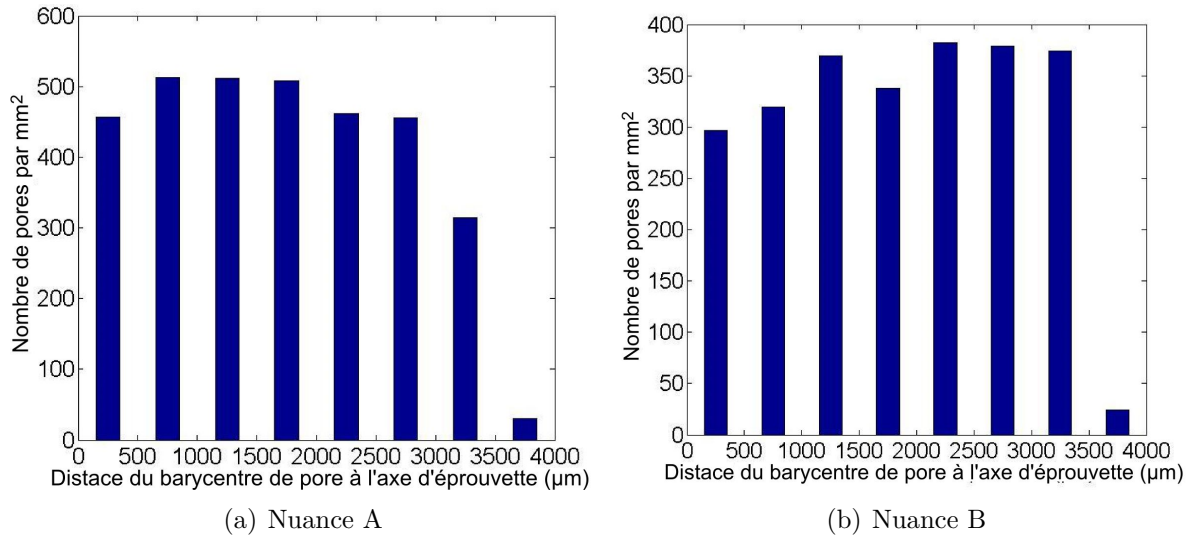 600
500
400
300
200
100
0
Nombre de pores par mm2
0 500 1000 1500 2000 2500 3000 3500 4000
Distace du barycentre de pore à l'axe d'éprouvette (µm)
(a) Nuance A
400
350
300
250
200
150
100
50
0
Nombre de pores par mm2
0 500 1000 1500 2000 2500 3000 3500 4000
Distace du barycentre de pore à l'axe d'éprouvette (µm)
(b) Nuance B